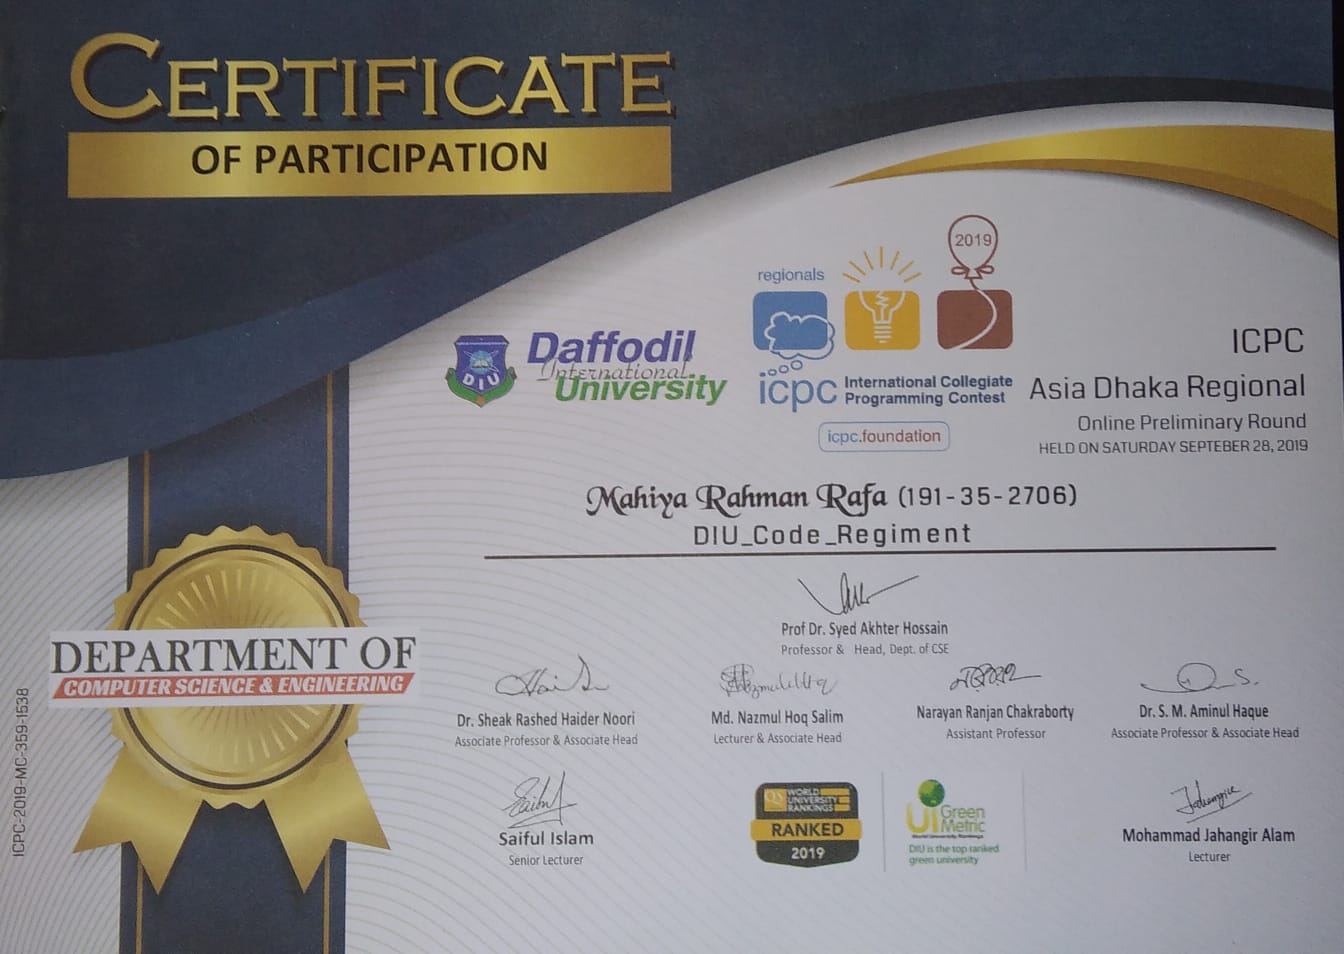 CERTIFICATE
OF PARTICIPATION
2019
regionals
DIU
Daffodil
International
University
icpc International Collegiate
Programming Contest
icpc.foundation
ICPC
Asia Dhaka Regional
Online Preliminary Round
HELD ON SATURDAY SEPTEBER 28, 2019
Mahiya Rahman Rafa (191-35-2706)
DIU_Code_Regiment
DEPARTMENT OF
COMPUTER SCIENCE & ENGINEERING
ICPC-2019-MC-359-1538
Prof Dr. Syed Akhter Hossain
Professor & Head, Dept. of CSE
Dr. Sheak Rashed Haider Noori
Associate Professor & Associate Head
Md. Nazmul Hoq Salim
Lecturer & Associate Head
Narayan Ranjan Chakraborty
Assistant Professor
Dr. S. M. Aminul Haque
Associate Professor & Associate Head
Saiful Islam
Senior Lecturer
QS WORLD
UNIVERSITY
RANKINGS
RANKED
2019
UI Green
Metric
World University Rankings
DIU is the top ranked
green university
Mohammad Jahangir Alam
Lecturer